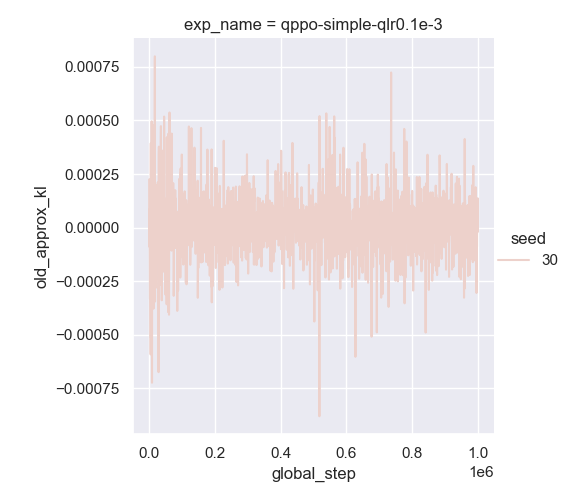 exp_name = qppo-simple-qlr0.1e-3
0.00075
0.00050
0.00025
0.00000
−0.00025
−0.00050
−0.00075
old_approx_kl
0.0 0.2 0.4 0.6 0.8 1.0
1e6
global_step
seed
30